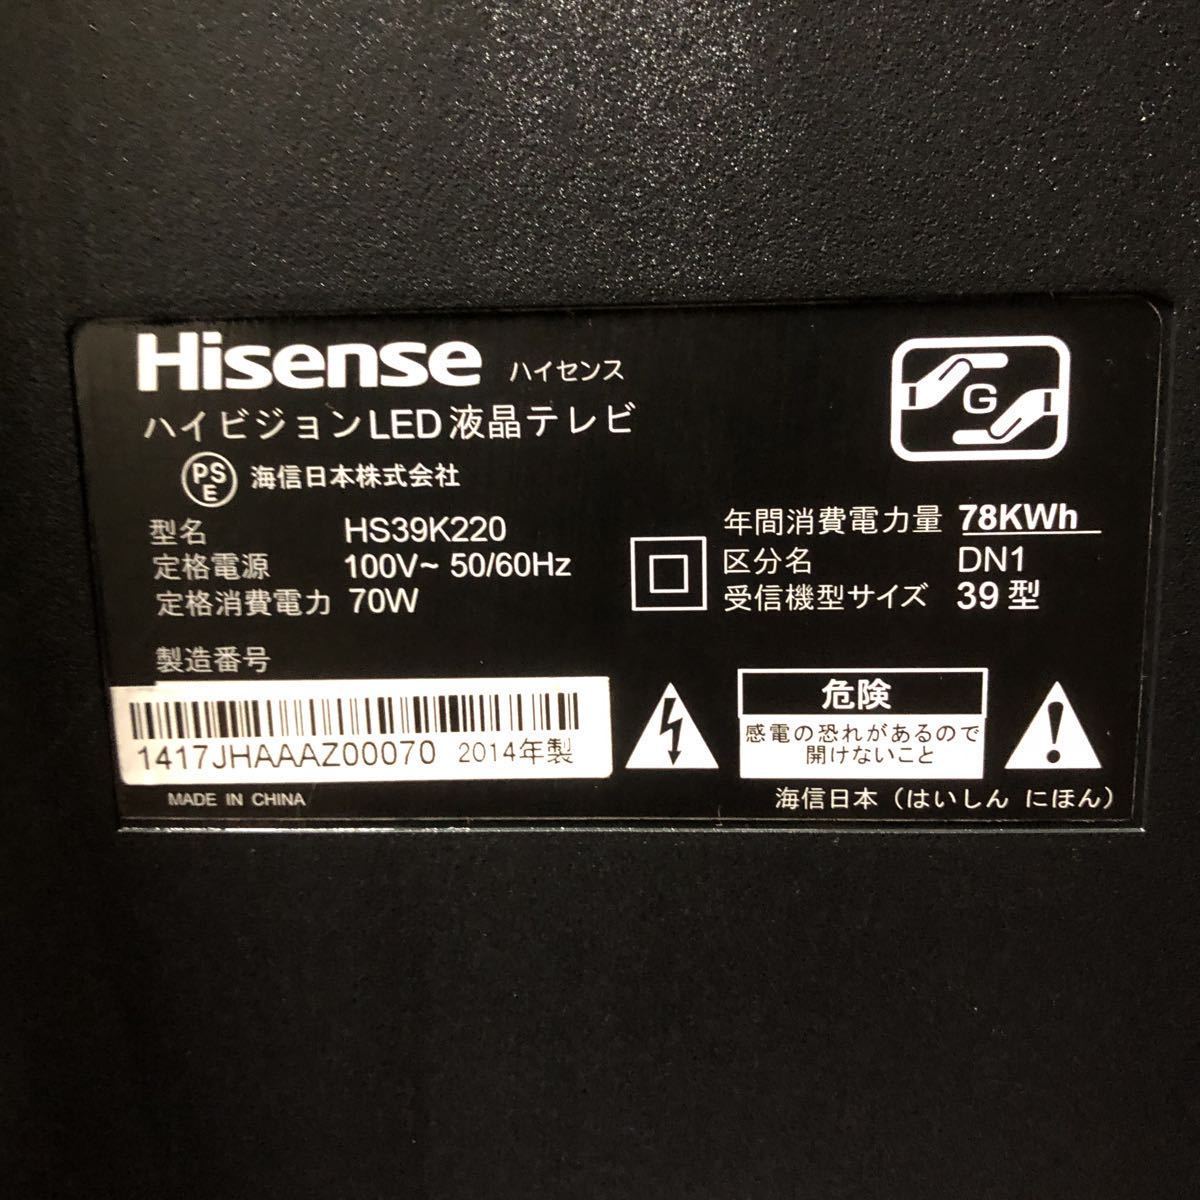 Hisense ハイセンス
ハイビジョンLED液晶テレビ
PSE 海信日本株式会社
型名 HS39K220
定格電源 100V~ 50/60Hz
定格消費電力 70W
製造番号
1417JHAAAZ00070 2014年製
MADE IN CHINA
G
年間消費電力量 78KWh
区分名 DN1
受信機型サイズ 39型
危険
感電の恐れがあるので
開けないこと
海信日本（はいしん にほん）